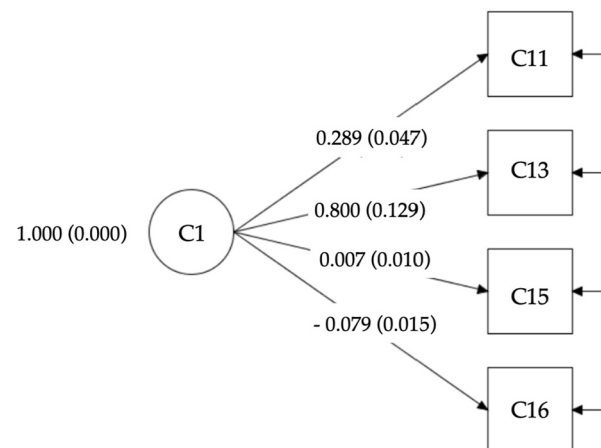 C11
0.289 (0.047)
C13
0.800 (0.129)
1.000 (0.000)
C1
0.007 (0.010)
C15
- 0.079 (0.015)
C16